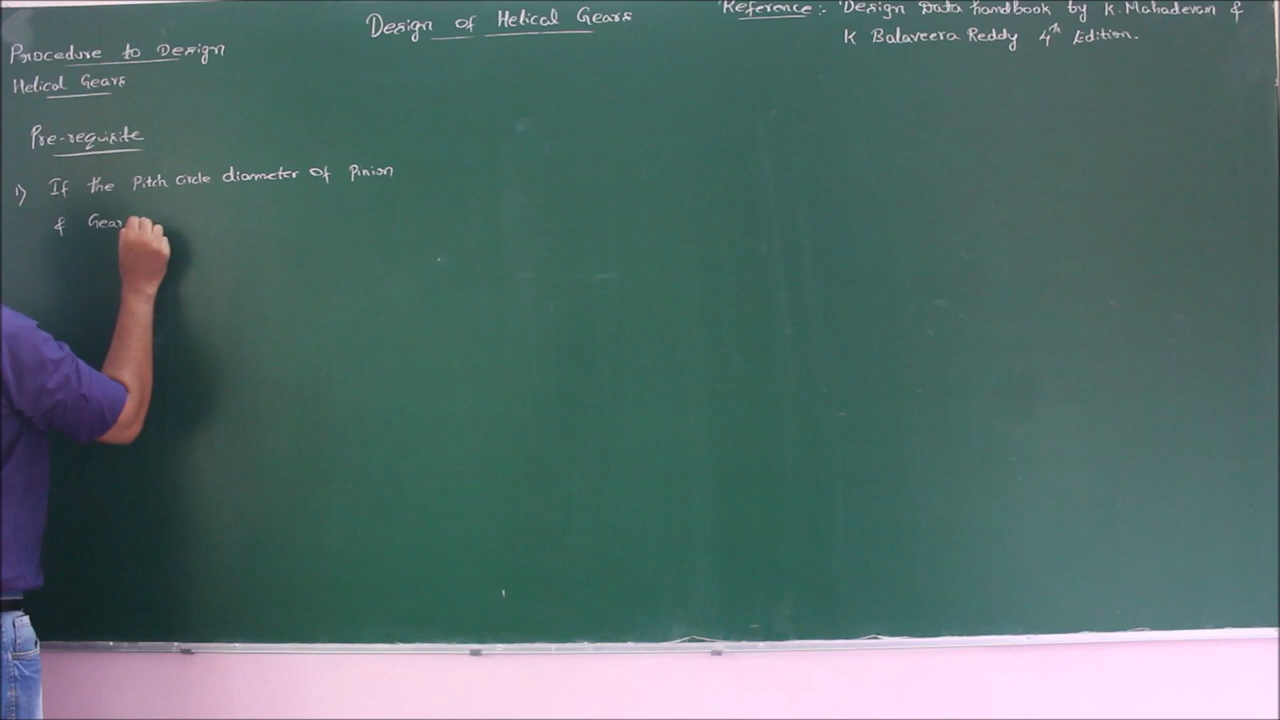 Design of Helical Gears
Reference :- Design Data handbook by K. Mahadevan &
K Balaveera Reddy 4th Edition.
Procedure to Design
Helical Gears
Pre-requisite
1) If the Pitch circle diameter of Pinion
& Gear